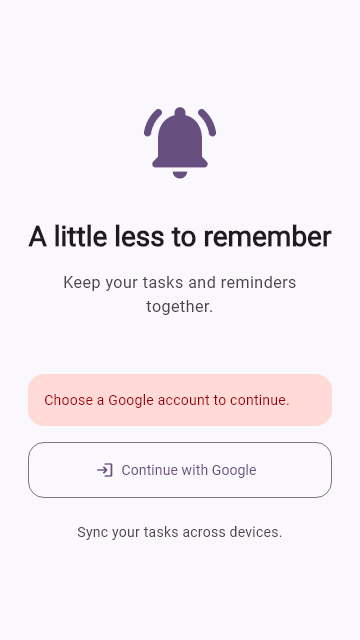 A little less to remember
Keep your tasks and reminders
together.
Choose a Google account to continue.
Continue with Google
Sync your tasks across devices.